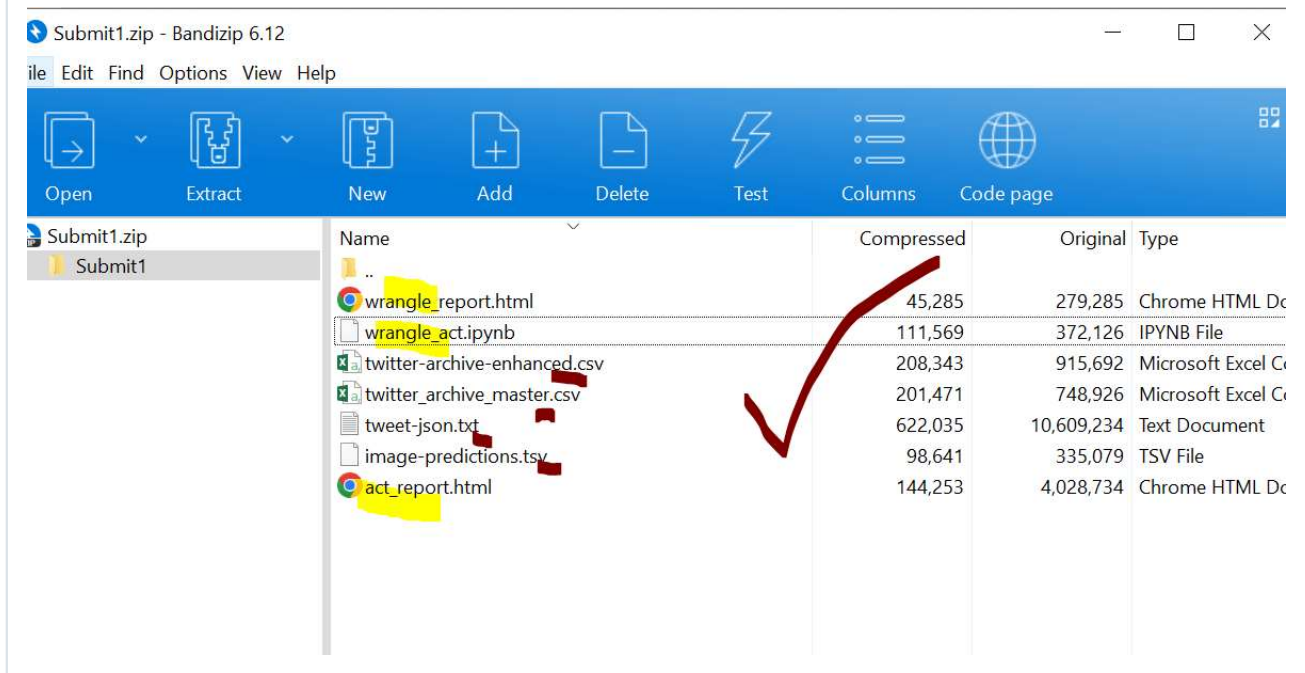 Submit1.zip - Bandizip 6.12
ile Edit Find Options View Help
Open Extract New Add Delete Test Columns Code page
Submit1.zip
Submit1
Name Compressed Original Type
..
wrangle_report.html 45,285 279,285 Chrome HTML Do
wrangle_act.ipynb 111,569 372,126 IPYNB File
twitter-archive-enhanced.csv 208,343 915,692 Microsoft Excel Co
twitter_archive_master.csv 201,471 748,926 Microsoft Excel Co
tweet-json.txt 622,035 10,609,234 Text Document
image-predictions.tsv 98,641 335,079 TSV File
act_report.html 144,253 4,028,734 Chrome HTML Do